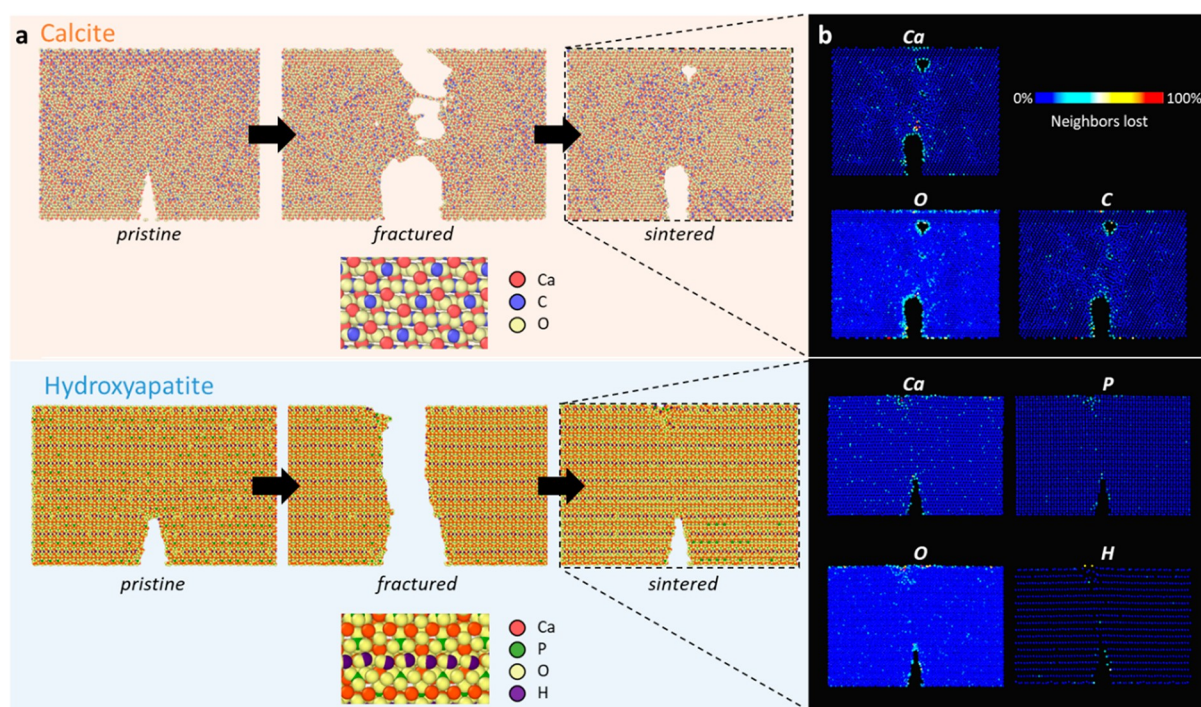 a Calcite
pristine
fractured
sintered
Ca
C
O
Hydroxyapatite
pristine
fractured
sintered
Ca
P
O
H
b
Ca
0% 100%
Neighbors lost
O C
Ca P
O H